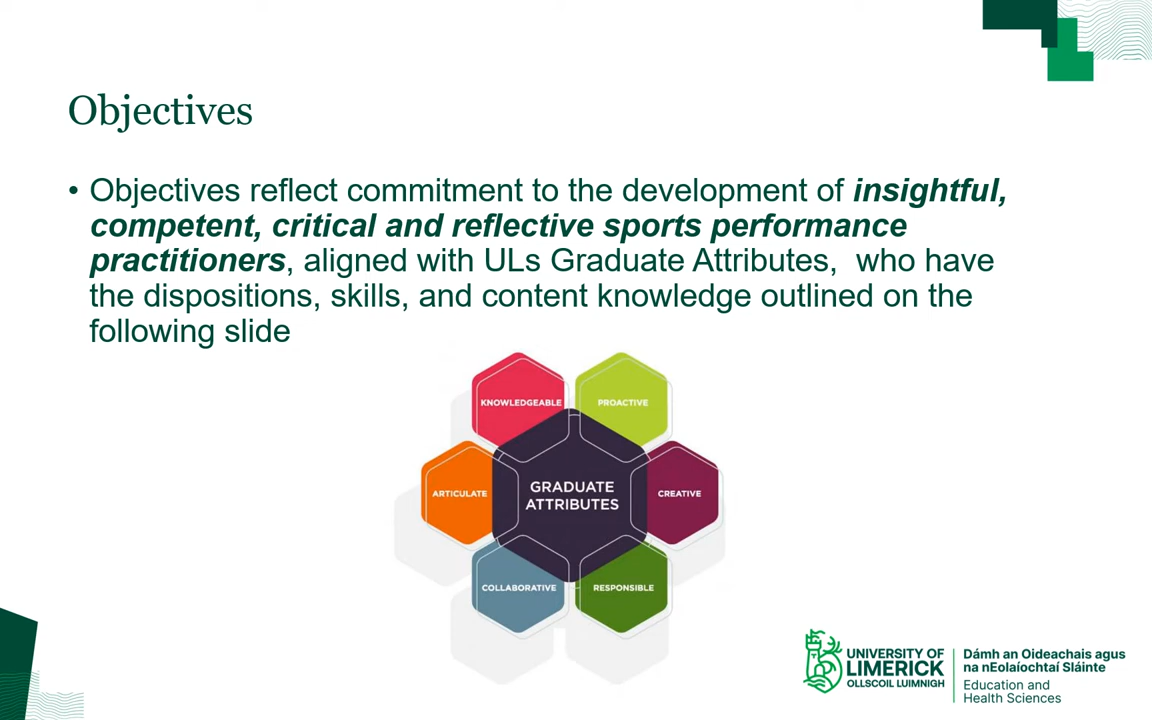 Objectives
• Objectives reflect commitment to the development of insightful,
competent, critical and reflective sports performance
practitioners, aligned with ULs Graduate Attributes,  who have
the dispositions, skills, and content knowledge outlined on the
following slide
KNOWLEDGEABLE
PROACTIVE
ARTICULATE
GRADUATE
ATTRIBUTES
CREATIVE
COLLABORATIVE
RESPONSIBLE
UNIVERSITY OF
LIMERICK
OLLSCOIL LUIMNIGH
Dámh an Oideachais agus
na nEolaíochtaí Sláinte
Education and
Health Sciences